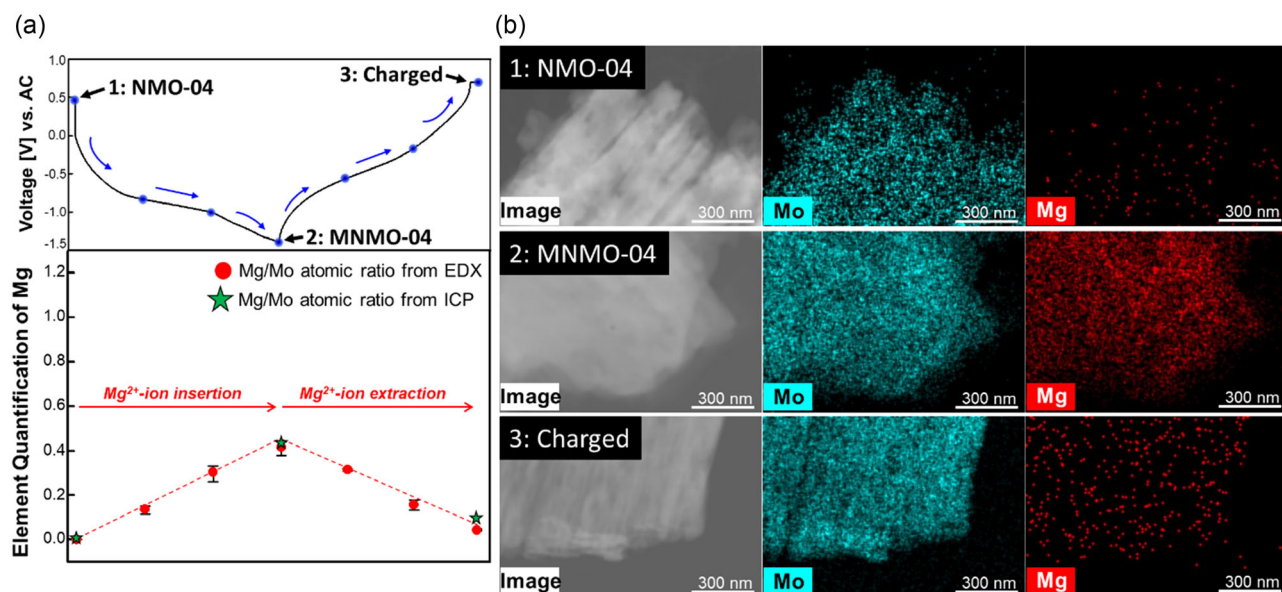 (a)
Voltage [V] vs. AC
1.0
0.5
0.0
-0.5
-1.0
-1.5
1: NMO-04
3: Charged
2: MNMO-04
Element Quantification of Mg
1.2
1.0
0.8
0.6
0.4
0.2
0.0
Mg/Mo atomic ratio from EDX
Mg/Mo atomic ratio from ICP
Mg²⁺-ion insertion
Mg²⁺-ion extraction
(b)
1: NMO-04
Image
300 nm
Mo
300 nm
Mg
300 nm
2: MNMO-04
Image
300 nm
Mo
300 nm
Mg
300 nm
3: Charged
Image
300 nm
Mo
300 nm
Mg
300 nm